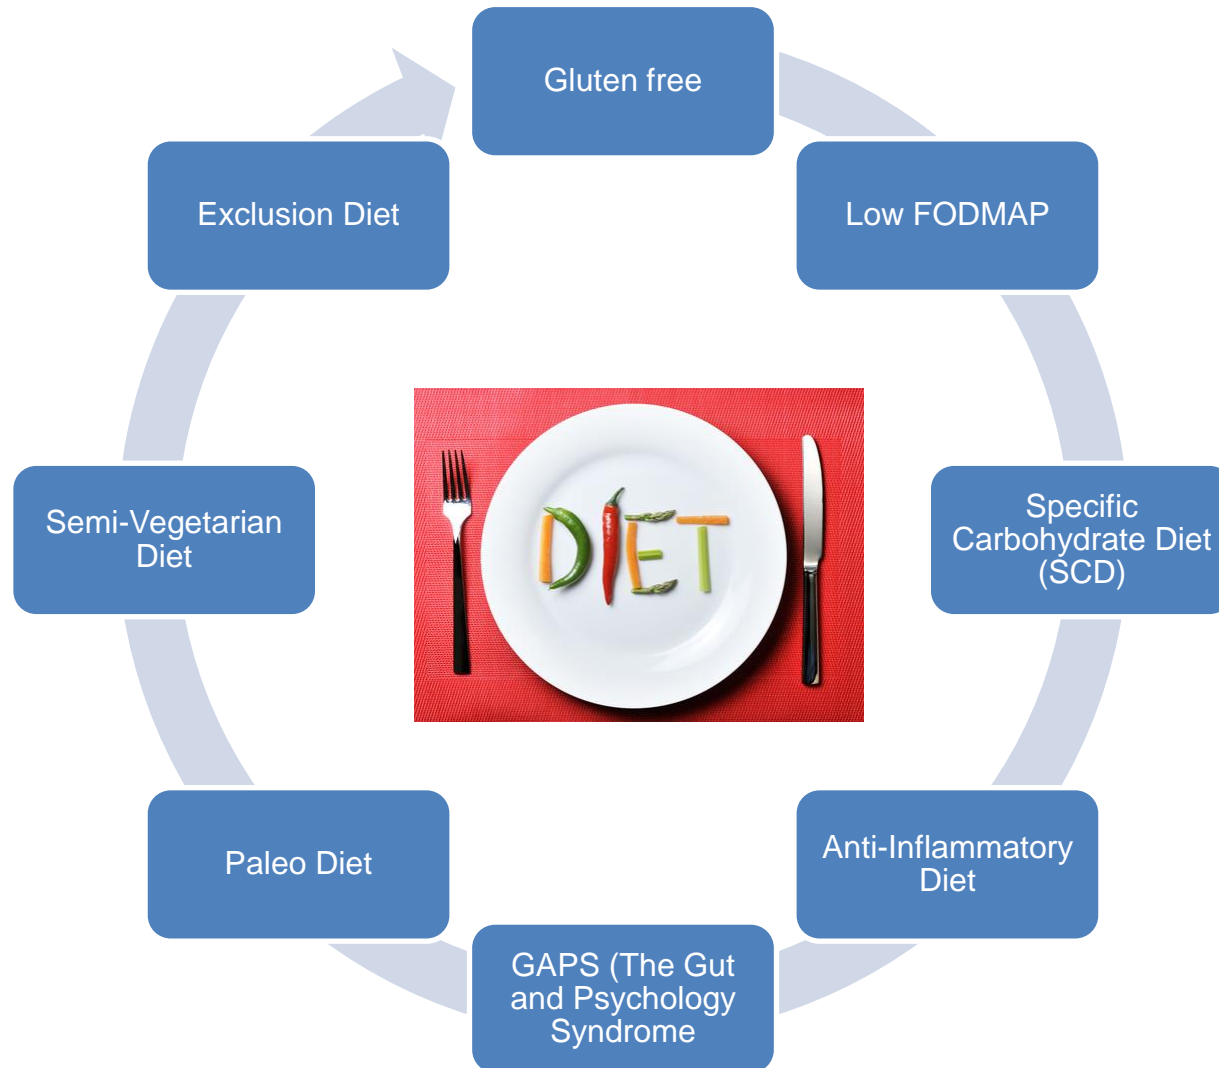 Gluten free
Low FODMAP
Specific
Carbohydrate Diet
(SCD)
Anti-Inflammatory
Diet
GAPS (The Gut
and Psychology
Syndrome
Paleo Diet
Semi-Vegetarian
Diet
Exclusion Diet
DIET